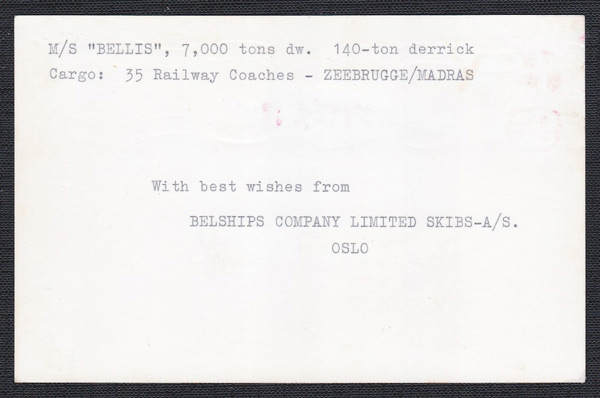 M/S "BELLIS", 7,000 tons dw. 140-ton derrick
Cargo: 35 Railway Coaches - ZEEBRUGGE/MADRAS
With best wishes from
BELSHIPS COMPANY LIMITED SKIBS-A/S.
OSLO